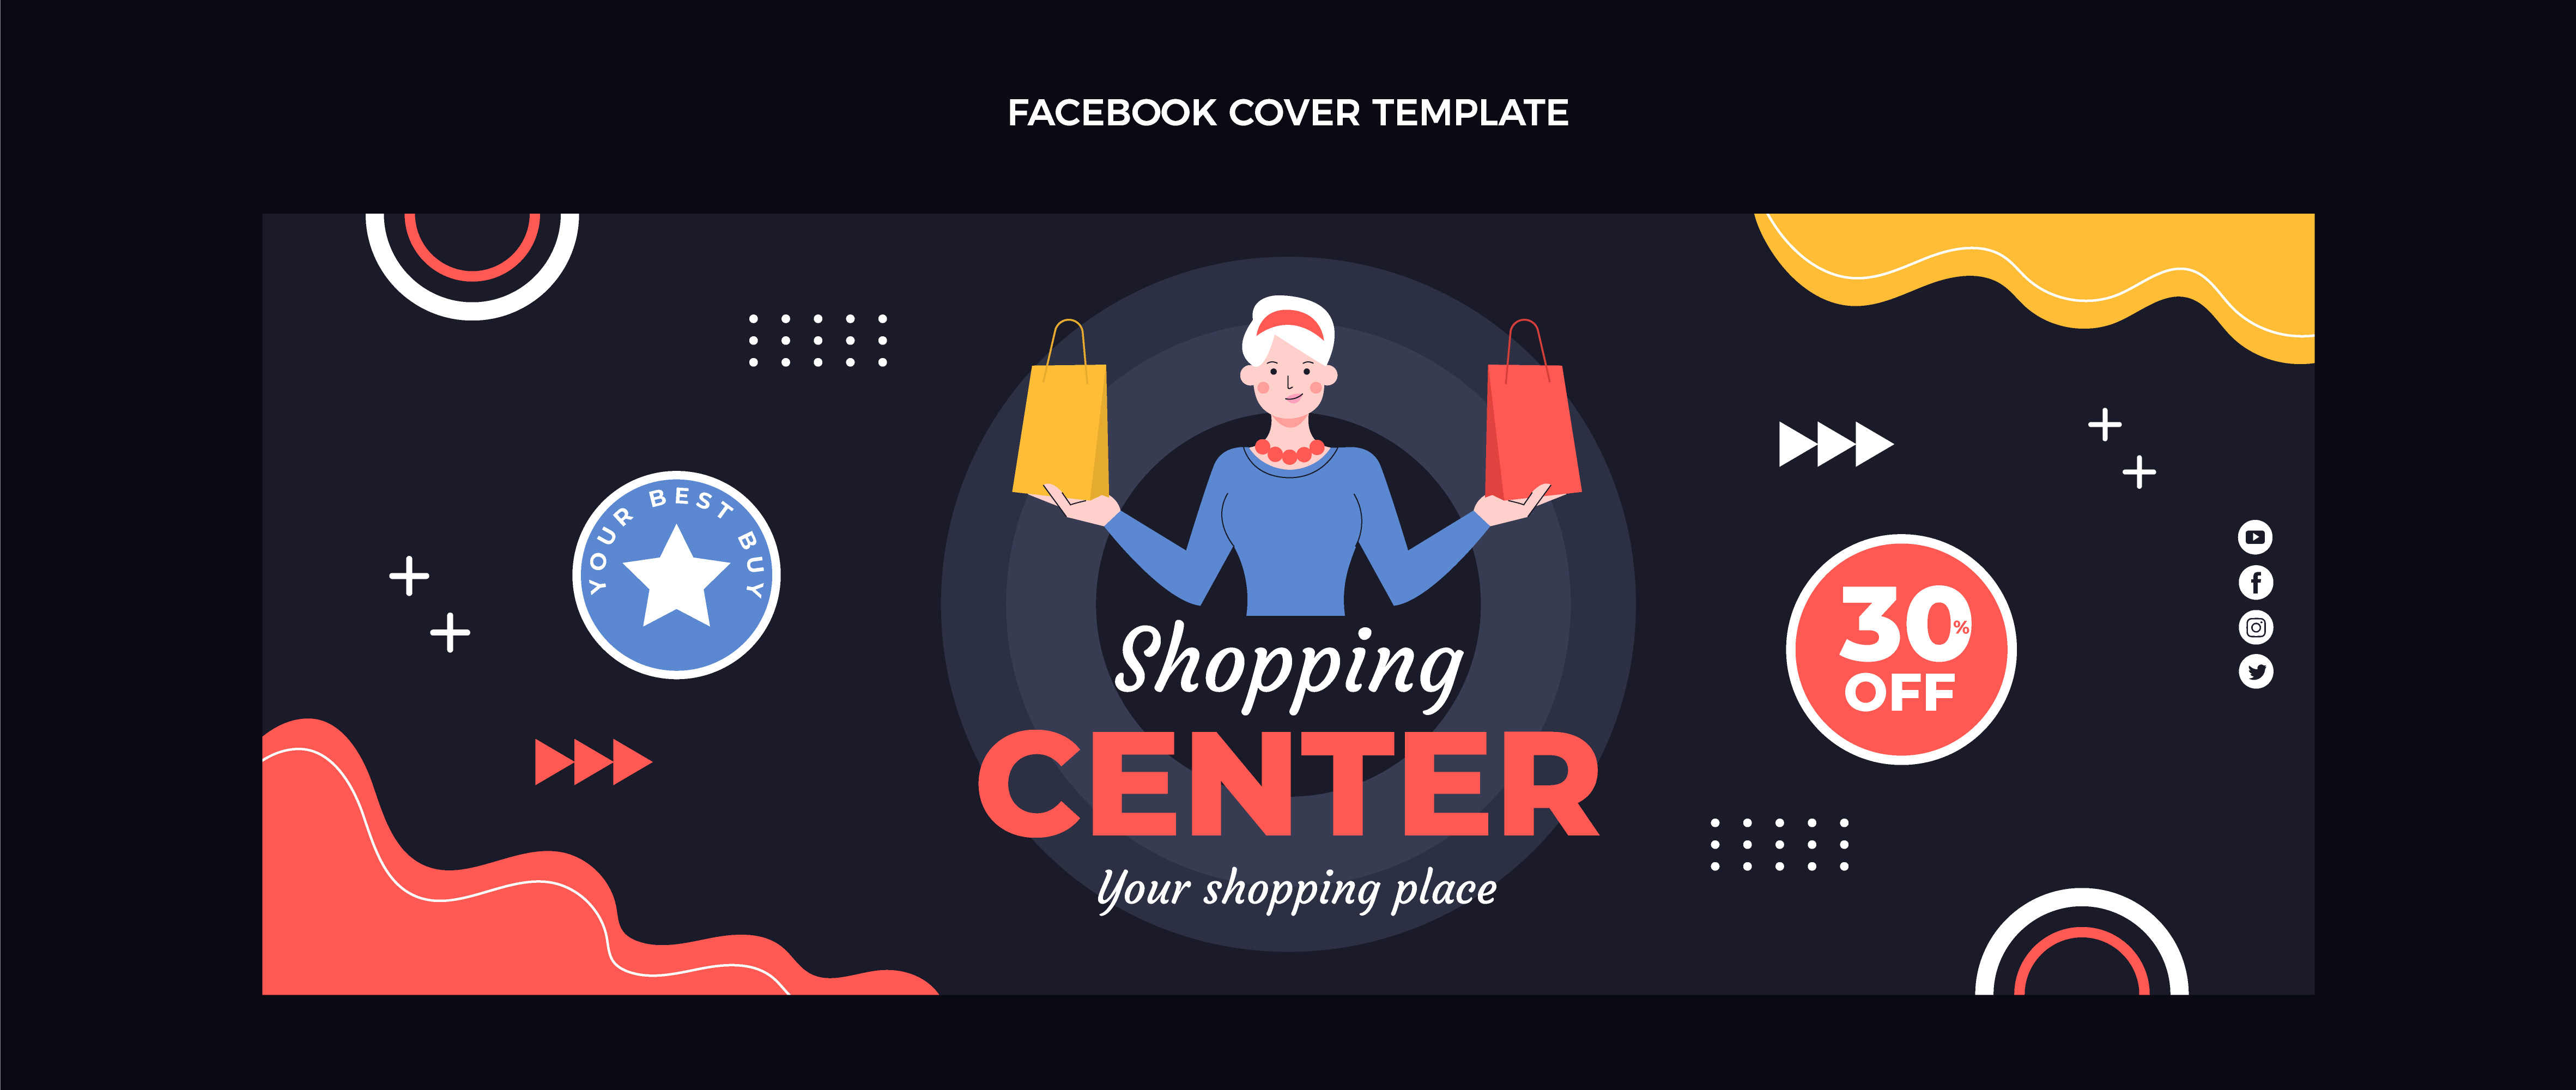 FACEBOOK COVER TEMPLATE
YOUR BEST BUY
Shopping
CENTER
Your shopping place
30%
OFF